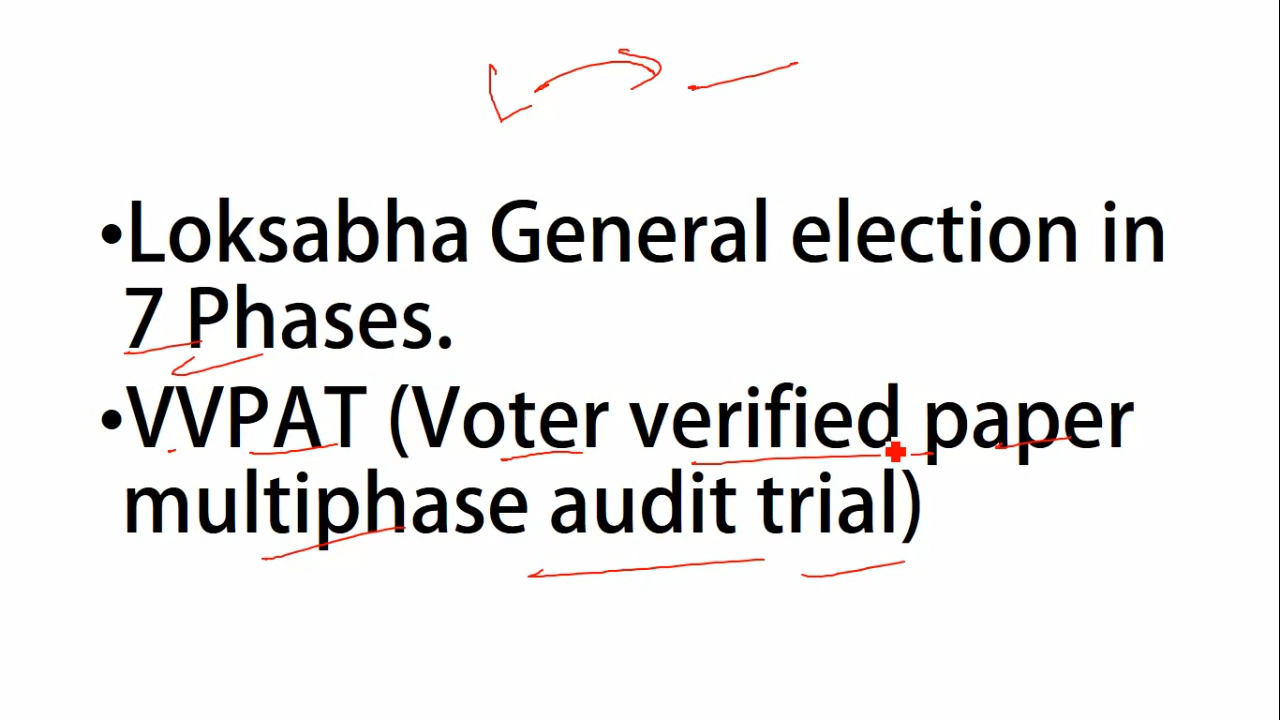 •Loksabha General election in
7 Phases.
•VVPAT (Voter verified paper
multiphase audit trial)